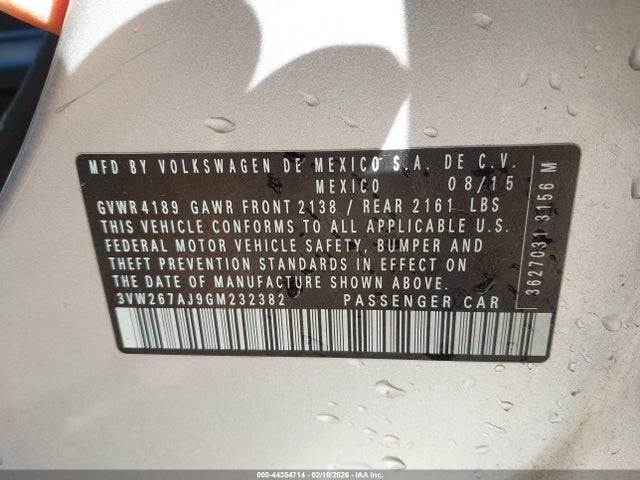 MFD BY VOLKSWAGEN DE MEXICO S.A. DE C.V.
MEXICO 08/15
GVWR 4189 GAWR FRONT 2138 / REAR 2161 LBS
THIS VEHICLE CONFORMS TO ALL APPLICABLE U.S.
FEDERAL MOTOR VEHICLE SAFETY, BUMPER AND
THEFT PREVENTION STANDARDS IN EFFECT ON
THE DATE OF MANUFACTURE SHOWN ABOVE.
3VW267AJ9GM232382 PASSENGER CAR
3627031 3156 M
000-44354714 - 02/10/2026 - © IAA Inc.